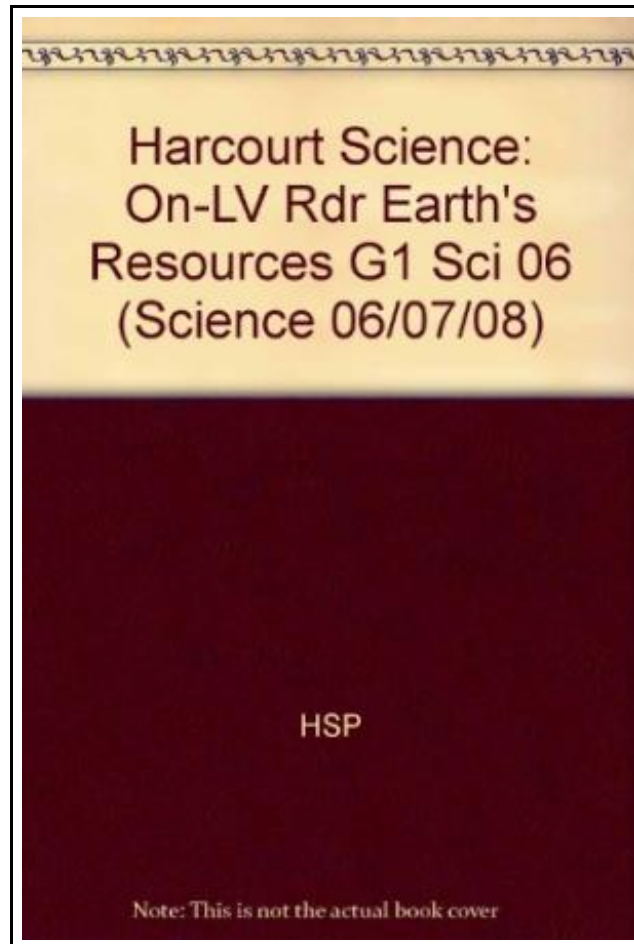 Harcourt Science:
On-LV Rdr Earth's
Resources G1 Sci 06
(Science 06/07/08)
HSP
Note: This is not the actual book cover